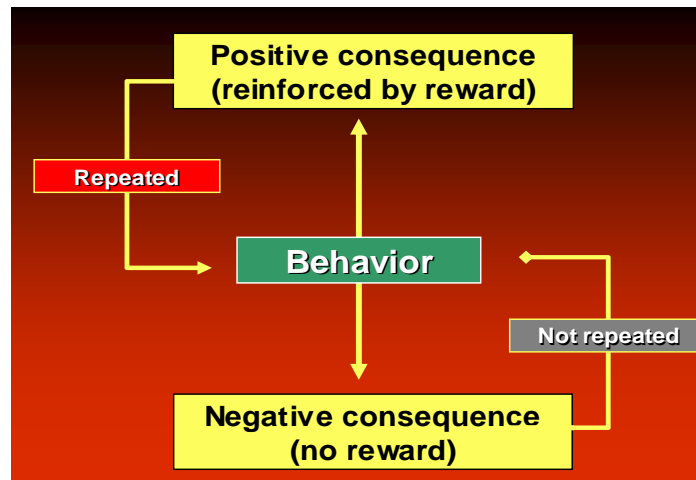 Positive consequence
(reinforced by reward)
Repeated
Behavior
Not repeated
Negative consequence
(no reward)